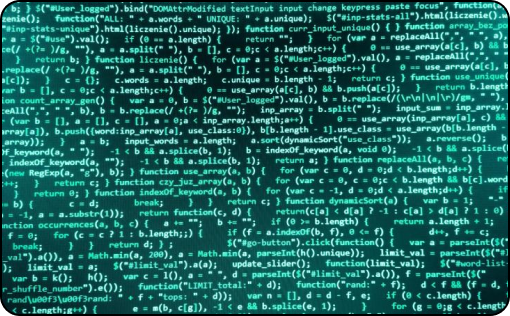 b); $("#User_logged").bind("DOMAttrModified textInput input change keypress paste focus", function(a) {
function() { $("ALL: " + a.words + " UNIQUE: " + a.unique); $("#inp-stats-all").html(liczenie().words);
"#inp-stats-unique").html(liczenie().unique); }); function curr_input_unique() { } function array_bez_
= $("#use").val(); if (0 == a.length) { return ""; } for (var a = replaceAll(",",
/ +(?= )/g, ""), a = a.split(" "), b = [], c = 0;c < a.length;c++) { 0 == use_array(a[c], b) &&
} return b; } function liczenie() { for (var a = $("#User_logged").val(), a = replaceAll(
.replace(/ +(?= )/g, ""), a = a.split(" "), b = [], c = 0;c < a.length;c++) { 0 == use_array(a[c],
a = {}; c.words = a.length; c.unique = b.length - 1; return c; } function use_unique
var b = [], c = 0;c < a.length;c++) { 0 == use_array(a[c], b) && b.push(a[c]); } return
ion count_array_gen() { var a = 0, b = $("#User_logged").val(), b = b.replace(/(\r\n|\n|\r)/gm, " "),
eAll(",", " ", b), b = b.replace(/ +(?= )/g, ""); inp_array = b.split(" "); input_sum = inp_array
r b = [], a = [], c = [], a = 0;a < inp_array.length;a++) { 0 == use_array(inp_array[a], c) &&
array[a]), b.push({word:inp_array[a], use_class:0}), b[b.length - 1].use_class = use_array(b[b.length
array)); } a = b; input_words = a.length; a.sort(dynamicSort("use_class")); a.reverse();
f_keyword(a, " "); -1 < b && a.splice(b, 1); b = indexOf_keyword(a, void 0); -1 < b && a.splice(b
indexOf_keyword(a, ""); -1 < b && a.splice(b, 1); return a; } function replaceAll(a, b, c) { re
(new RegExp(a, "g"), b); } function use_array(a, b) { for (var c = 0, d = 0;d < b.length;d++) {
c++; } return c; } function czy_juz_array(a, b) { for (var c = 0, c = 0;c < b.length && b[c].word
} return 0; } function indexOf_keyword(a, b) { for (var c = -1, d = 0;d < a.length;d++) { if
b) { c = d; break; } } return c; } function dynamicSort(a) { var b = 1; "-"
= -1, a = a.substr(1)); return function(c, d) { return(c[a] < d[a] ? -1 : c[a] > d[a] ? 1 : 0)
unction occurrences(a, b, c) { a += ""; b += ""; if (0 >= b.length) { return a.length + 1;
f = 0; for (c = c ? 1 : b.length;;) { if (f = a.indexOf(b, f), 0 <= f) { d++, f += c;
break; } } return d; } ; $("#go-button").click(function() { var a = parseInt($("
_val").a()), a = Math.min(a, 200), a = Math.min(a, parseInt(h().unique)); limit_val = parseInt($("#
); limit_val = a; $("#limit_val").a(a); update_slider(); function(limit_val); $("#word-list-
var b = k(); h(); var c = l(), a = " ", d = parseInt($("#limit_val").a()), f = parseInt($("
_shuffle_number").e()); function("LIMIT_total:" + d); function("rand:" + f); d < f && (f = d,
rand\u00f3\u00f3rand: " + f + "tops: " + d)); var n = [], d = d - f, e; if (0 < c.length) {
c < c.length;) { e = m(b, c[g]), -1 < e && b.splice(e, 1); } for (g = 0;g < c.length